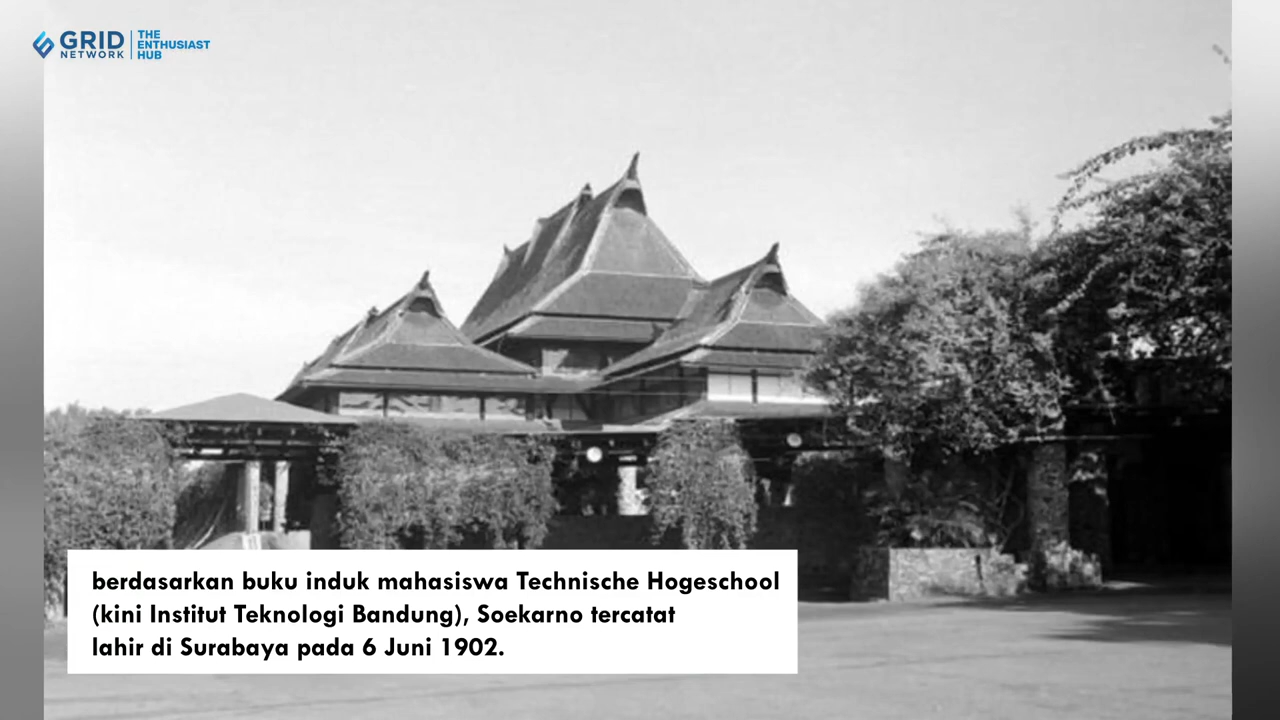 GRID
NETWORK
THE
ENTHUSIAST
HUB
berdasarkan buku induk mahasiswa Technische Hogeschool
(kini Institut Teknologi Bandung), Soekarno tercatat
lahir di Surabaya pada 6 Juni 1902.